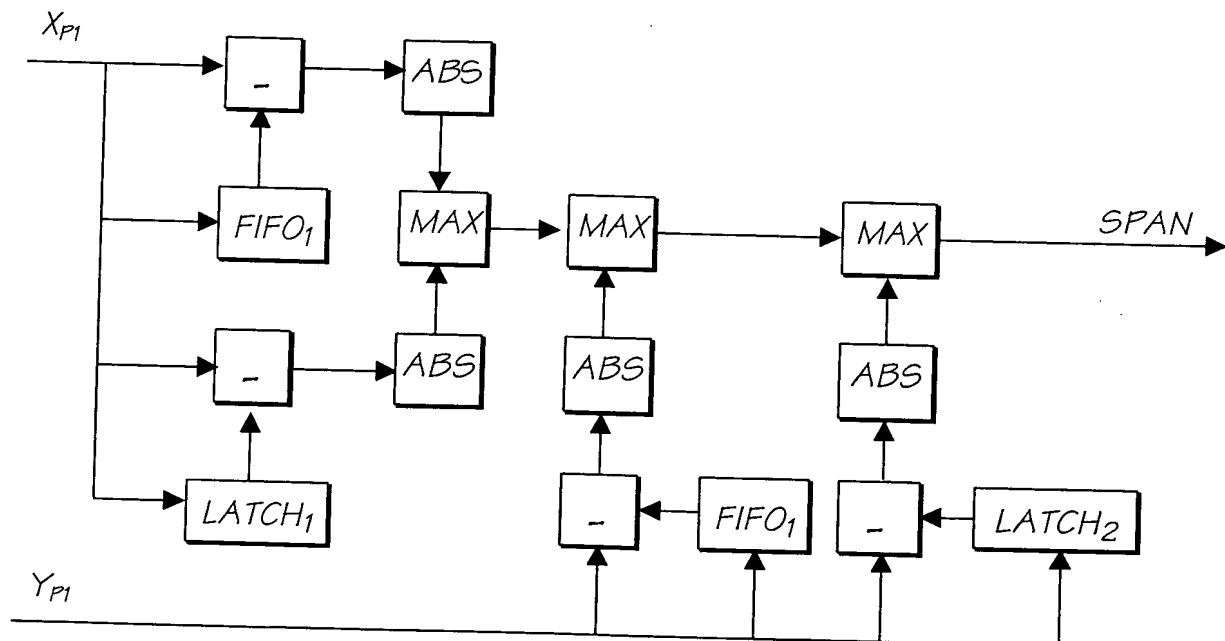 X_P1
-
ABS
FIFO_1
MAX
MAX
MAX
SPAN
-
ABS
ABS
ABS
LATCH_1
-
FIFO_1
-
LATCH_2
Y_P1